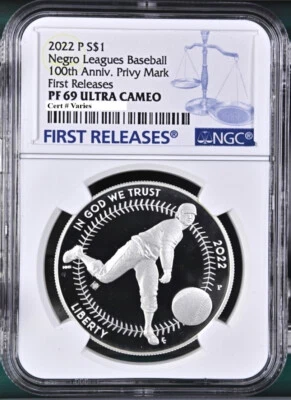 2022 P S$1
Negro Leagues Baseball
100th Anniv. Privy Mark
First Releases
PF 69 ULTRA CAMEO
Cert # Varies
FIRST RELEASES®
NGC®
IN GOD WE TRUST
2022
P
LIBERTY